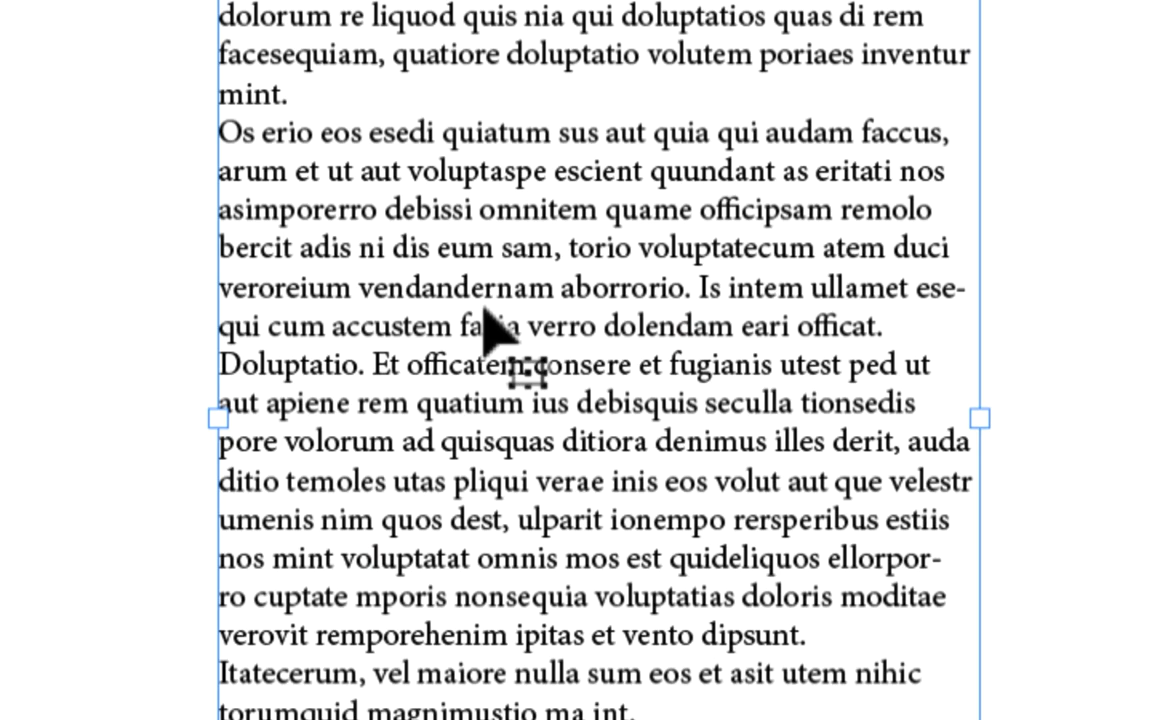 dolorum re liquod quis nia qui doluptatios quas di rem
facesequiam, quatiore doluptatio volutem poriaes inventur
mint.
Os erio eos esedi quiatum sus aut quia qui audam faccus,
arum et ut aut voluptaspe escient quundant as eritati nos
asimporerro debissi omnitem quame officipsam remolo
bercit adis ni dis eum sam, torio voluptatecum atem duci
veroreium vendandernam aborrorio. Is intem ullamet ese-
qui cum accustem verro dolendam eari officat.
Doluptatio. Et officatem consere et fugianis utest ped ut
aut apiene rem quatium ius debisquis seculla tionsedis
pore volorum ad quisquas ditiora denimus illes derit, auda
ditio temoles utas pliqui verae inis eos volut aut que velestr
umenis nim quos dest, ulparit ionempo rersperibus estiis
nos mint voluptatat omnis mos est quideliquos ellorpor-
ro cuptate mporis nonsequia voluptatias doloris moditae
verovit remporehenim ipitas et vento dipsunt.
Itatecerum, vel maiore nulla sum eos et asit utem nihic
torumquid magnimustio ma int.